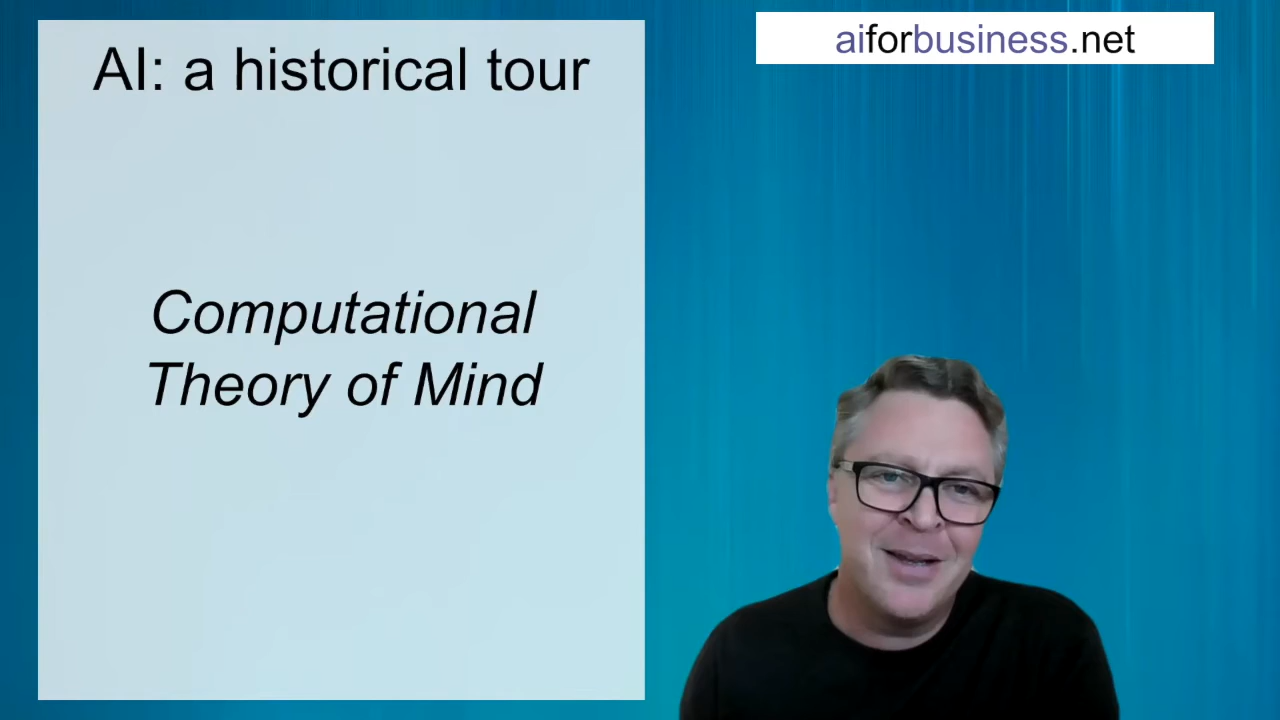 AI: a historical tour
aiforbusiness.net
Computational
Theory of Mind